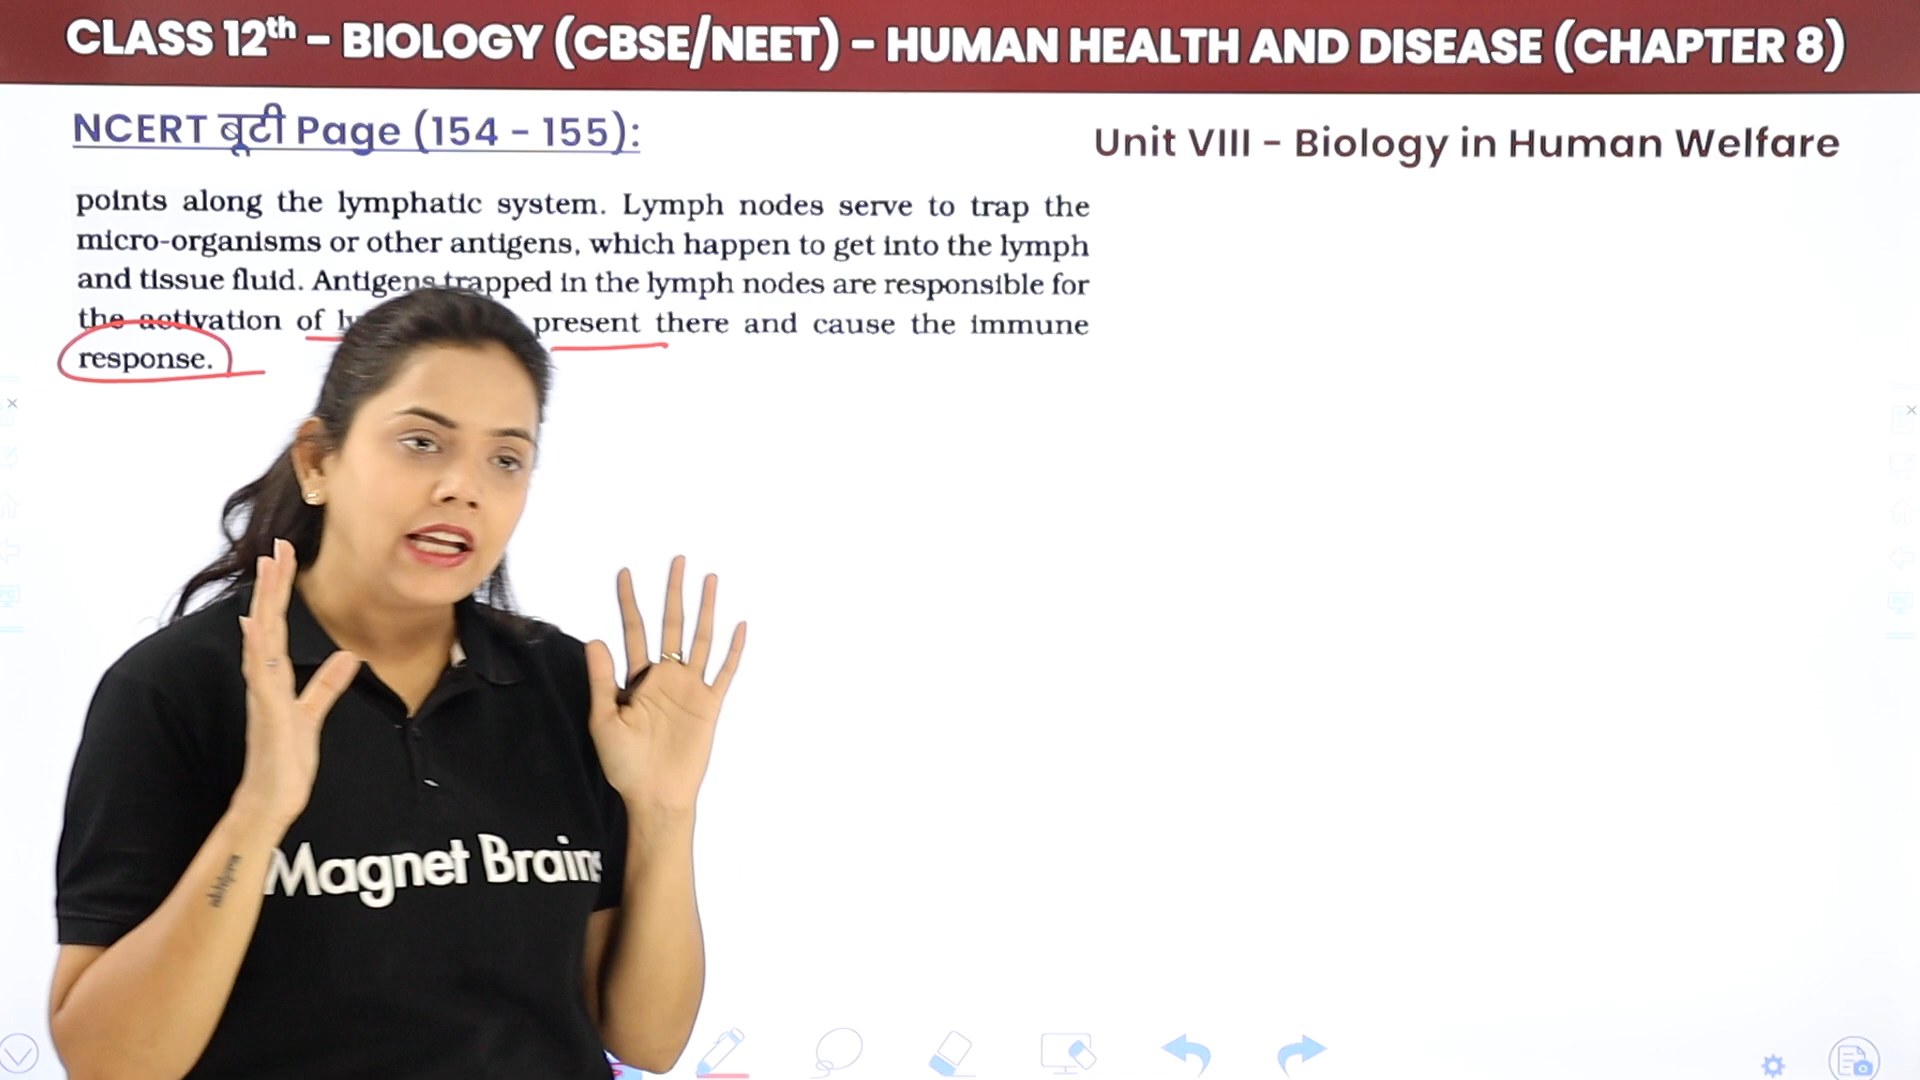 CLASS 12th - BIOLOGY (CBSE/NEET) - HUMAN HEALTH AND DISEASE (CHAPTER 8)
NCERT बूटी Page (154 - 155):
Unit VIII - Biology in Human Welfare
points along the lymphatic system. Lymph nodes serve to trap the
micro-organisms or other antigens, which happen to get into the lymph
and tissue fluid. Antigens trapped in the lymph nodes are responsible for
the activation of present there and cause the immune
response.
Magnet Brains